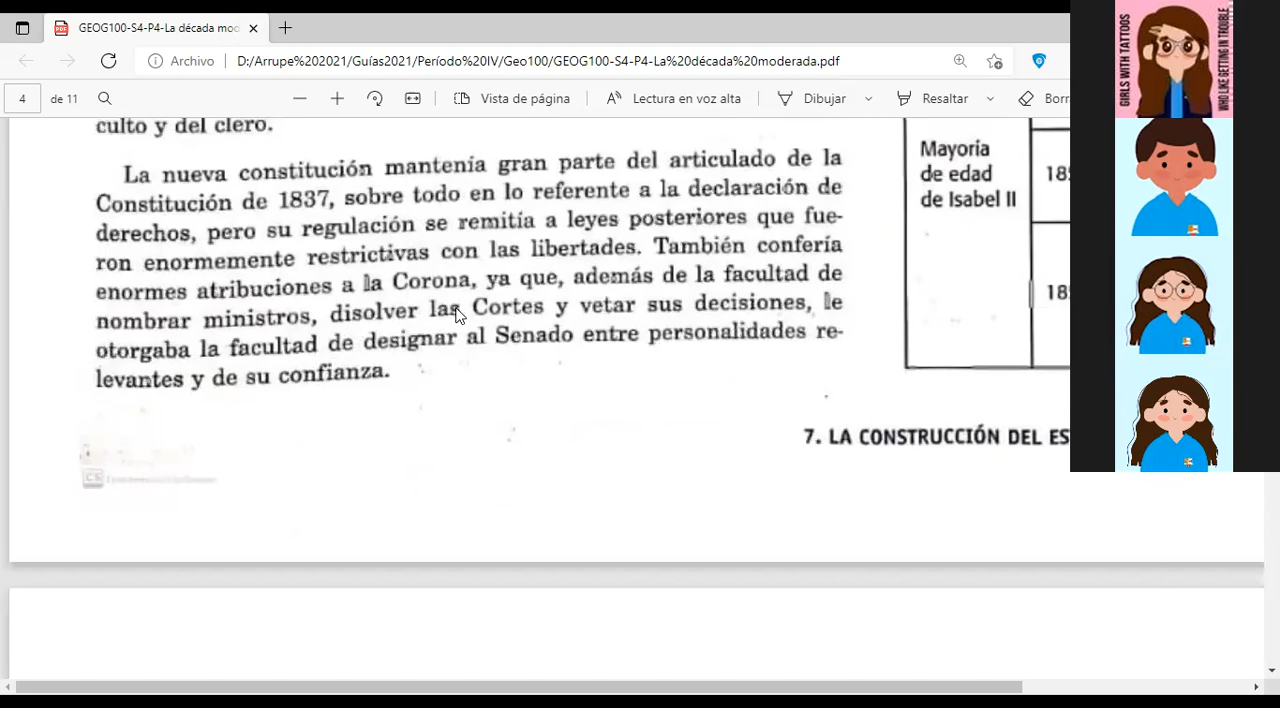 GEOG100-S4-P4-La década mod
Archivo
D:/Arrupe%202021/Guías2021/Período%20IV/Geo100/GEOG100-S4-P4-La%20década%20moderada.pdf
4 de 11
Vista de página
Lectura en voz alta
Dibujar
Resaltar
Borr
culto y del clero.
La nueva constitución mantenía gran parte del articulado de la
Constitución de 1837, sobre todo en lo referente a la declaración de
derechos, pero su regulación se remitía a leyes posteriores que fue-
ron enormemente restrictivas con las libertades. También confería
enormes atribuciones a la Corona, ya que, además de la facultad de
nombrar ministros, disolver las Cortes y vetar sus decisiones, le
otorgaba la facultad de designar al Senado entre personalidades re-
levantes y de su confianza.
Mayoria
de edad
de Isabel II
18
18
7. LA CONSTRUCCIÓN DEL ES
CS
GIRLS WITH TATTOOS
WHO LIKE GETTING IN TROUBLE